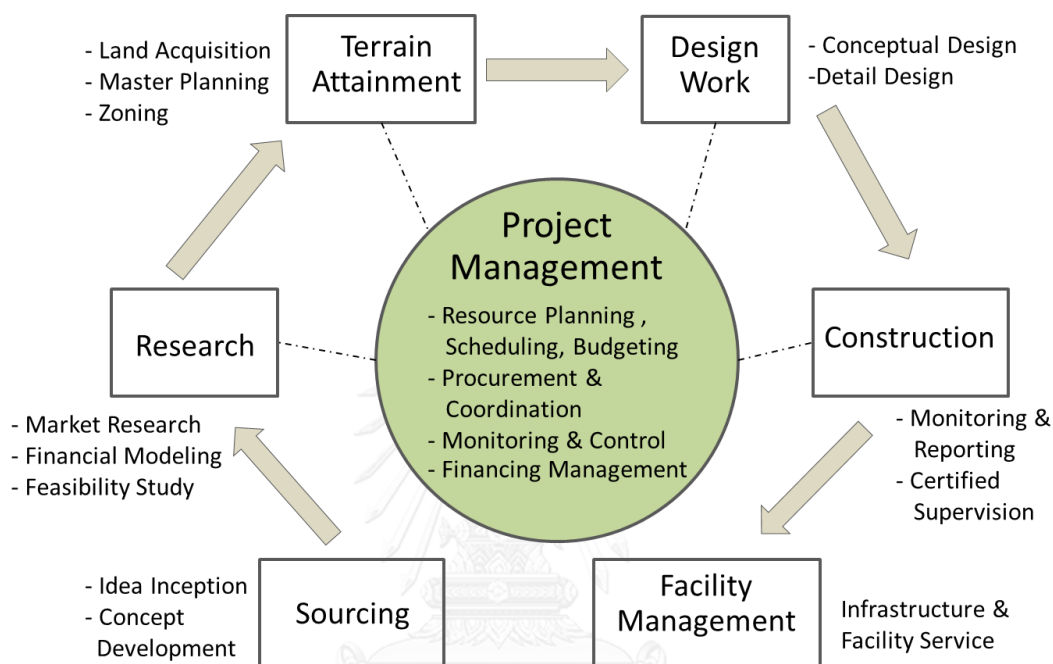 - Land Acquisition
- Master Planning
- Zoning
Terrain
Attainment
Design
Work
- Conceptual Design
-Detail Design
Project
Management
- Resource Planning ,
Scheduling, Budgeting
- Procurement &
Coordination
- Monitoring & Control
- Financing Management
Research
- Market Research
- Financial Modeling
- Feasibility Study
Construction
- Monitoring &
Reporting
- Certified
Supervision
- Idea Inception
- Concept
Development
Sourcing
Facility
Management
Infrastructure &
Facility Service